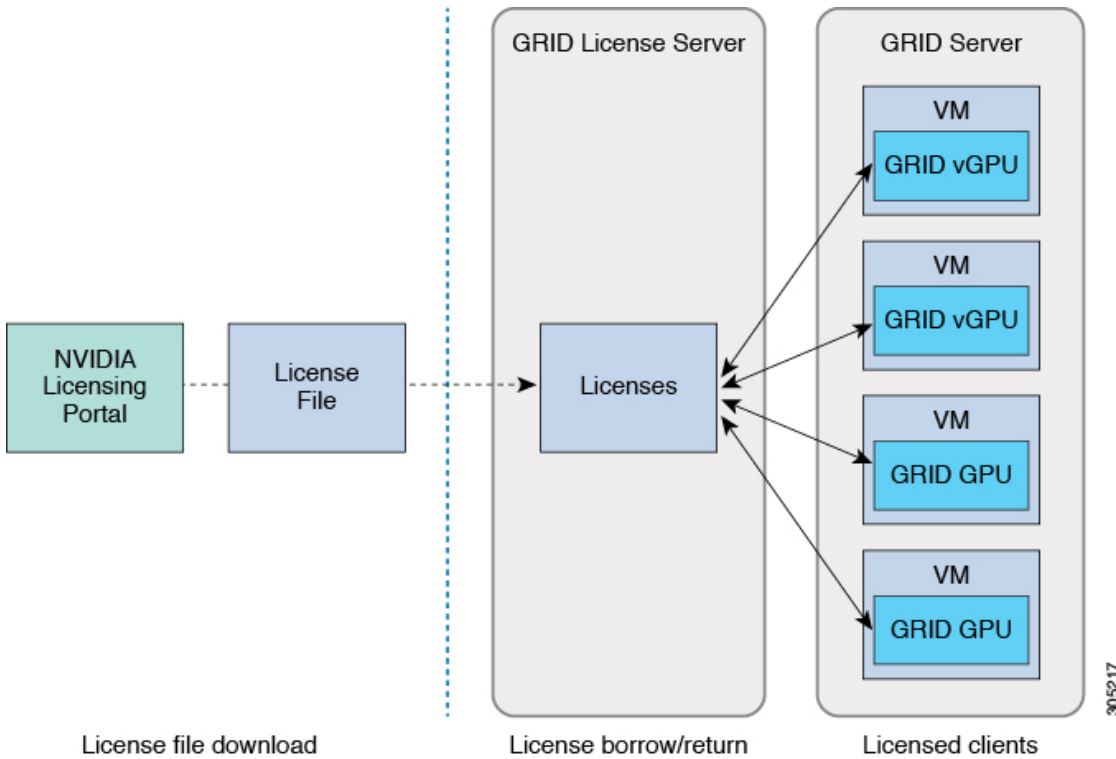 GRID License Server
GRID Server
VM
GRID vGPU
VM
GRID vGPU
NVIDIA
Licensing
Portal
License
File
Licenses
VM
GRID GPU
VM
GRID GPU
305217
License file download
License borrow/return
Licensed clients